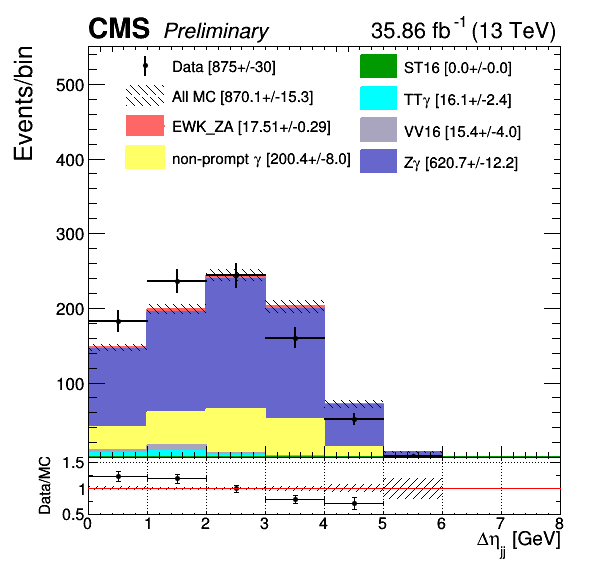 CMS Preliminary 35.86 fb⁻¹ (13 TeV)
Events/bin
500
400
300
200
100
Data [875+/-30]
All MC [870.1+/-15.3]
EWK_ZA [17.51+/-0.29]
non-prompt γ [200.4+/-8.0]
ST16 [0.0+/-0.0]
TTγ [16.1+/-2.4]
VV16 [15.4+/-4.0]
Zγ [620.7+/-12.2]
Data/MC
1.5
1
0.5
0 1 2 3 4 5 6 7 8
Δη_jj [GeV]